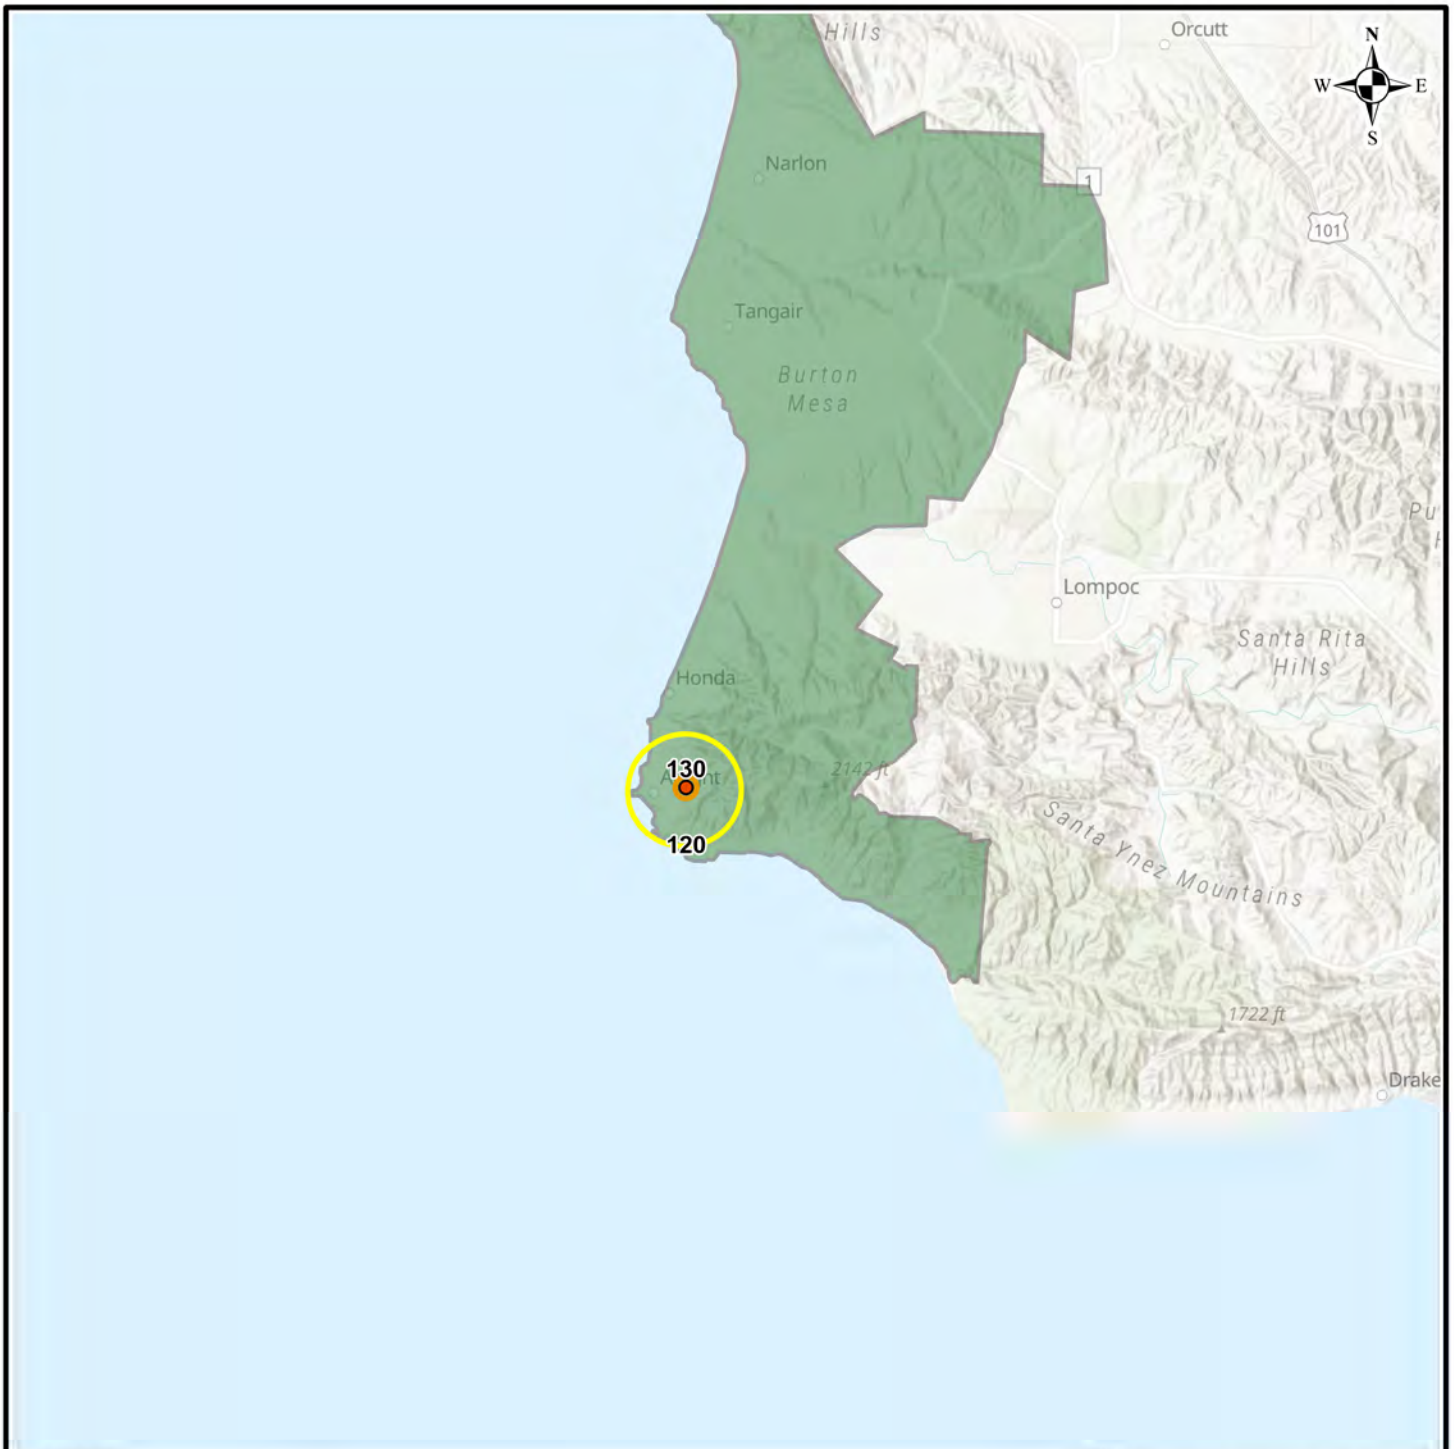 Hills
Orcutt
N
W
E
S
Narlon
1
101
Tangair
Burton
Mesa
Pu
Lompoc
Santa Rita
Hills
Honda
130
2142 ft
120
Santa Ynez Mountains
1722 ft
Drake